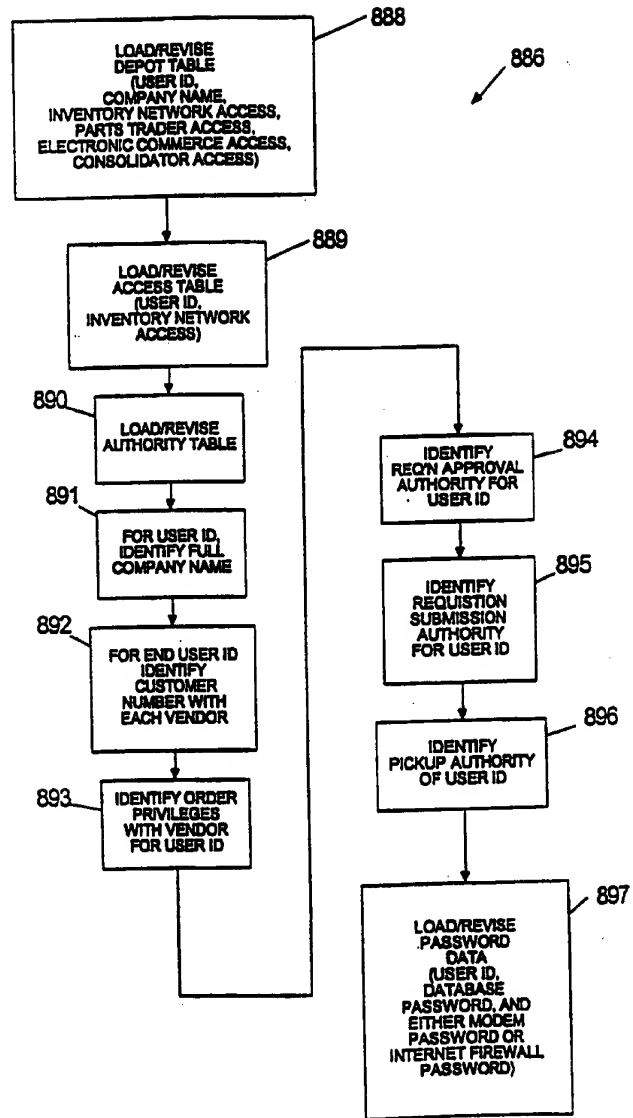 888
LOAD/REVISE
DEPOT TABLE
(USER ID,
COMPANY NAME,
INVENTORY NETWORK ACCESS,
PARTS TRADER ACCESS,
ELECTRONIC COMMERCE ACCESS,
CONSOLIDATOR ACCESS)
886
889
LOAD/REVISE
ACCESS TABLE
(USER ID,
INVENTORY NETWORK
ACCESS)
890
LOAD/REVISE
AUTHORITY TABLE
891
FOR USER ID,
IDENTIFY FULL
COMPANY NAME
892
FOR END USER ID
IDENTIFY
CUSTOMER
NUMBER WITH
EACH VENDOR
893
IDENTIFY ORDER
PRIVILEGES
WITH VENDOR
FOR USER ID
894
IDENTIFY
REQ'N APPROVAL
AUTHORITY FOR
USER ID
895
IDENTIFY
REQUISTION
SUBMISSION
AUTHORITY
FOR USER ID
896
IDENTIFY
PICKUP AUTHORITY
OF USER ID
897
LOAD/REVISE
PASSWORD
DATA
(USER ID,
DATABASE
PASSWORD, AND
EITHER MODEM
PASSWORD OR
INTERNET FIREWALL
PASSWORD)